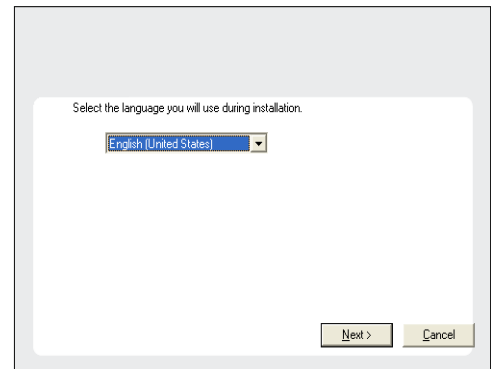 Select the language you will use during installation.
English (United States)
Next >
Cancel